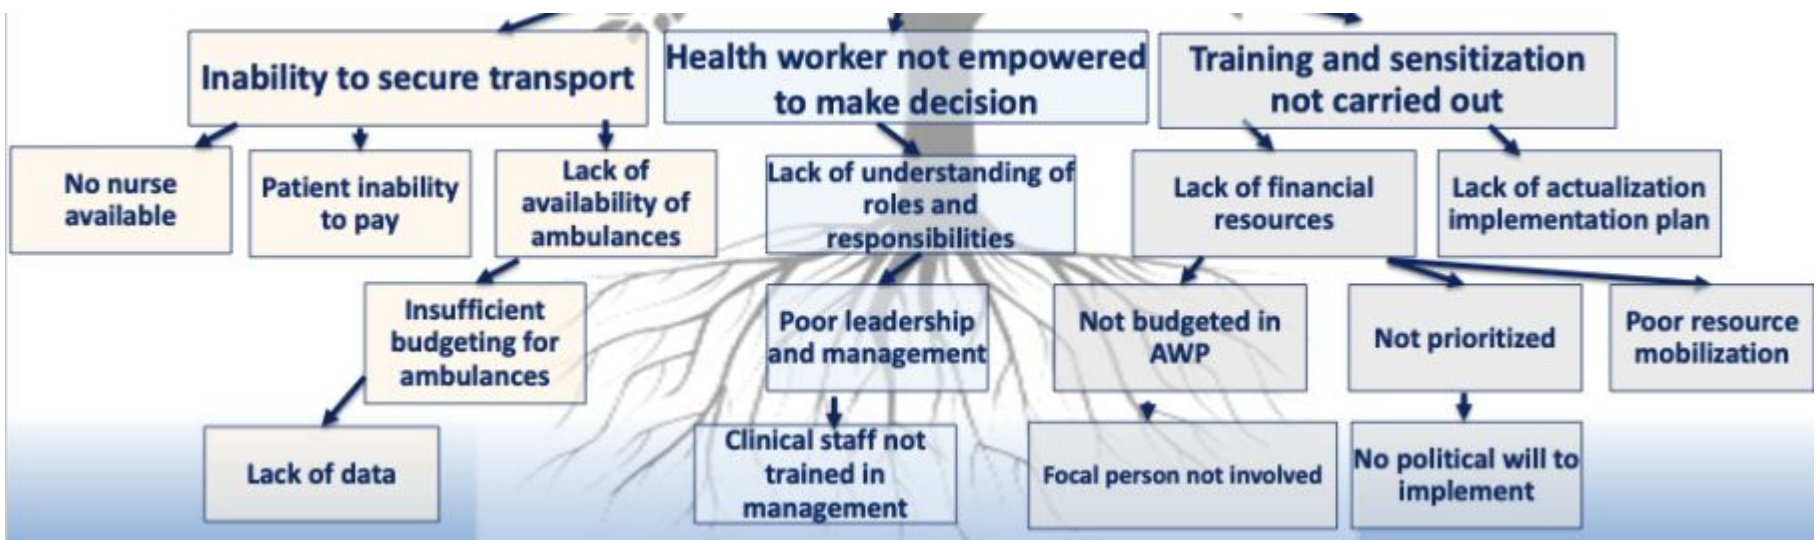 Inability to secure transport
Health worker not empowered
to make decision
Training and sensitization
not carried out
No nurse
available
Patient inability
to pay
Lack of
availability of
ambulances
Lack of understanding of
roles and
responsibilities
Lack of financial
resources
Lack of actualization
implementation plan
Insufficient
budgeting for
ambulances
Poor leadership
and management
Not budgeted in
AWP
Not prioritized
Poor resource
mobilization
Lack of data
Clinical staff not
trained in
management
Focal person not involved
No political will to
implement